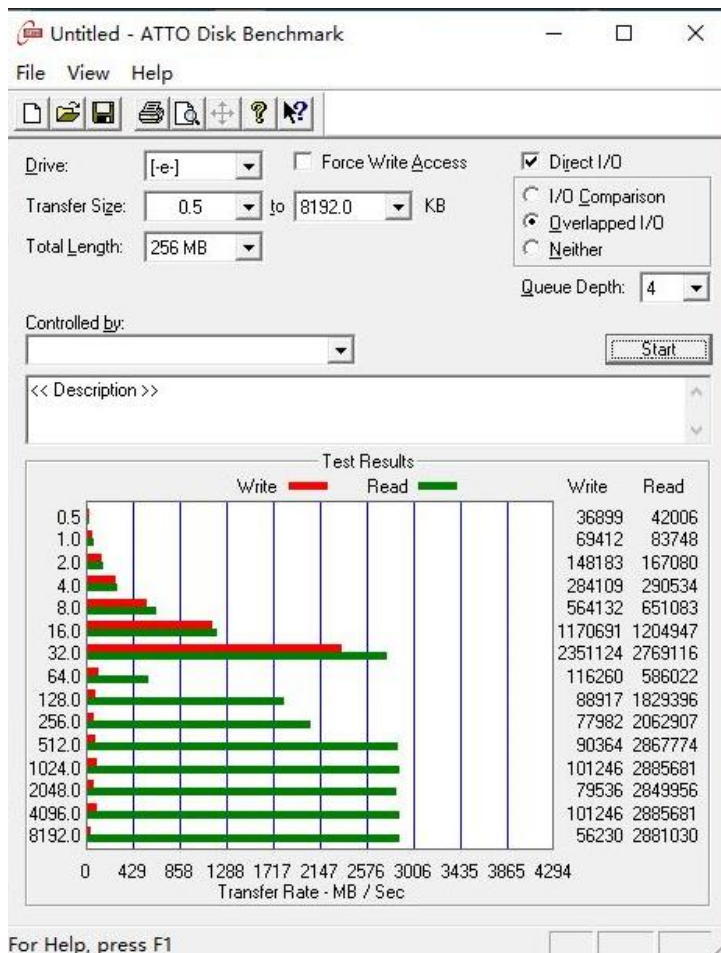 Untitled - ATTO Disk Benchmark
File View Help
Drive: [-e-] Force Write Access Direct I/O
Transfer Size: 0.5 to 8192.0 KB I/O Comparison
Overlapped I/O
Total Length: 256 MB Neither
Queue Depth: 4
Controlled by:
Start
<< Description >>
Test Results
Write Read Write Read
0.5 36899 42006
1.0 69412 83748
2.0 148183 167080
4.0 284109 290534
8.0 564132 651083
16.0 1170691 1204947
32.0 2351124 2769116
64.0 116260 586022
128.0 88917 1829396
256.0 77982 2062907
512.0 90364 2867774
1024.0 101246 2885681
2048.0 79536 2849956
4096.0 101246 2885681
8192.0 56230 2881030
0 429 858 1288 1717 2147 2576 3006 3435 3865 4294
Transfer Rate - MB / Sec
For Help, press F1